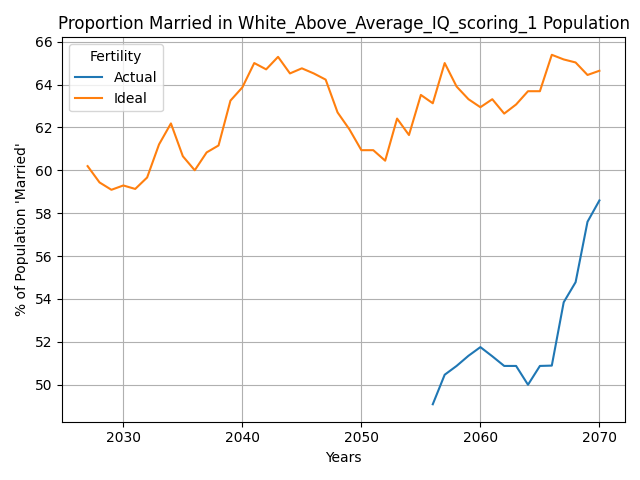 Proportion Married in White_Above_Average_IQ_scoring_1 Population
% of Population 'Married'
66
64
62
60
58
56
54
52
50
Fertility
Actual
Ideal
2030
2040
2050
2060
2070
Years